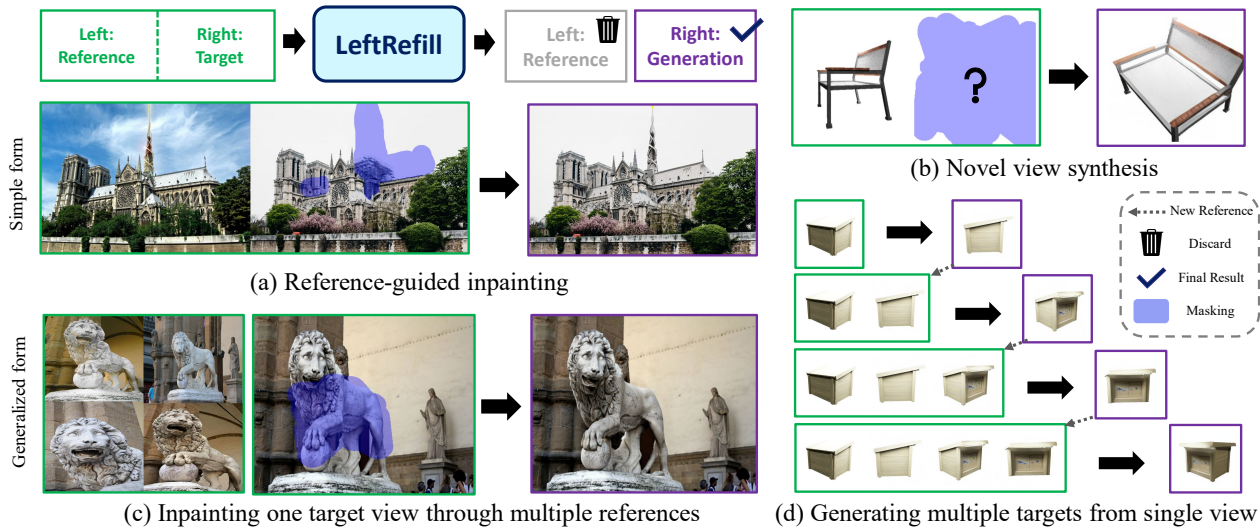 Left:
Reference
Right:
Target
LeftRefill
Left:
Reference
Right:
Generation
Simple form
(a) Reference-guided inpainting
?
(b) Novel view synthesis
New Reference
Discard
Final Result
Masking
Generalized form
(c) Inpainting one target view through multiple references
(d) Generating multiple targets from single view